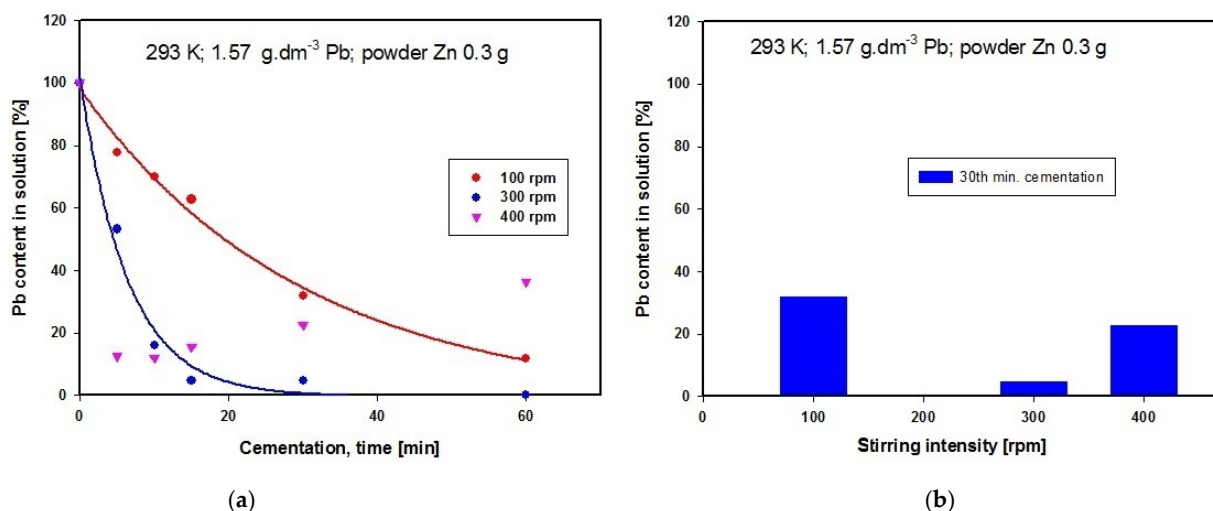 293 K; 1.57 g.dm⁻³ Pb; powder Zn 0.3 g
Pb content in solution [%]
120
100
80
60
40
20
0
100 rpm
300 rpm
400 rpm
0
20
40
60
Cementation, time [min]
(a)
293 K; 1.57 g.dm⁻³ Pb; powder Zn 0.3 g
Pb content in solution [%]
120
100
80
60
40
20
0
30th min. cementation
0
100
200
300
400
Stirring intensity [rpm]
(b)